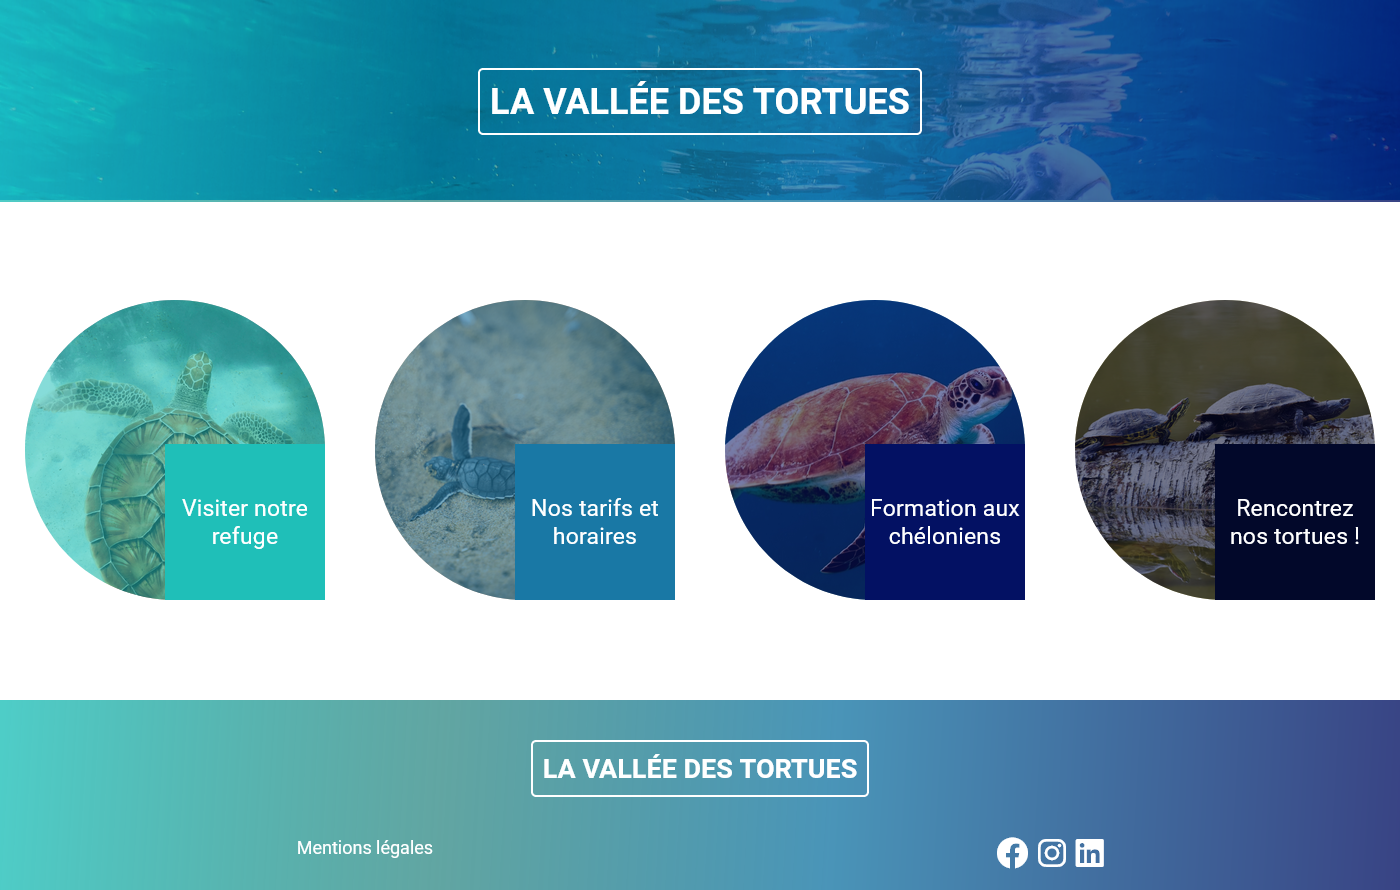 LA VALLÉE DES TORTUES
Visiter notre
refuge
Nos tarifs et
horaires
Formation aux
chéloniens
Rencontrez
nos tortues !
LA VALLÉE DES TORTUES
Mentions légales